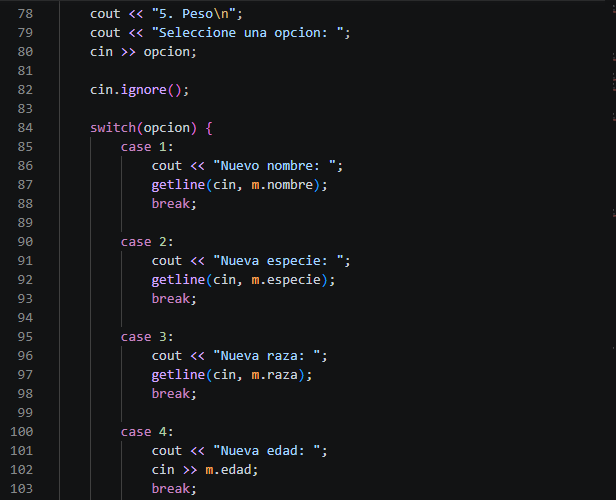 78 cout << "5. Peso\n";
79 cout << "Seleccione una opcion: ";
80 cin >> opcion;
81
82 cin.ignore();
83
84 switch(opcion) {
85 case 1:
86 cout << "Nuevo nombre: ";
87 getline(cin, m.nombre);
88 break;
89
90 case 2:
91 cout << "Nueva especie: ";
92 getline(cin, m.especie);
93 break;
94
95 case 3:
96 cout << "Nueva raza: ";
97 getline(cin, m.raza);
98 break;
99
100 case 4:
101 cout << "Nueva edad: ";
102 cin >> m.edad;
103 break;